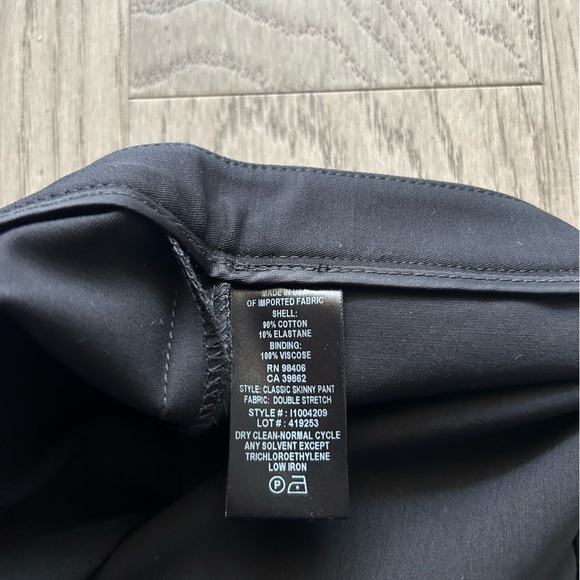 MADE IN USA
OF IMPORTED FABRIC
SHELL:
90% COTTON
10% ELASTANE
BINDING:
100% VISCOSE
RN 98406
CA 39862
STYLE: CLASSIC SKINNY PANT
FABRIC: DOUBLE STRETCH
STYLE # : I1004209
LOT # : 419253
DRY CLEAN-NORMAL CYCLE
ANY SOLVENT EXCEPT
TRICHLOROETHYLENE
LOW IRON
P